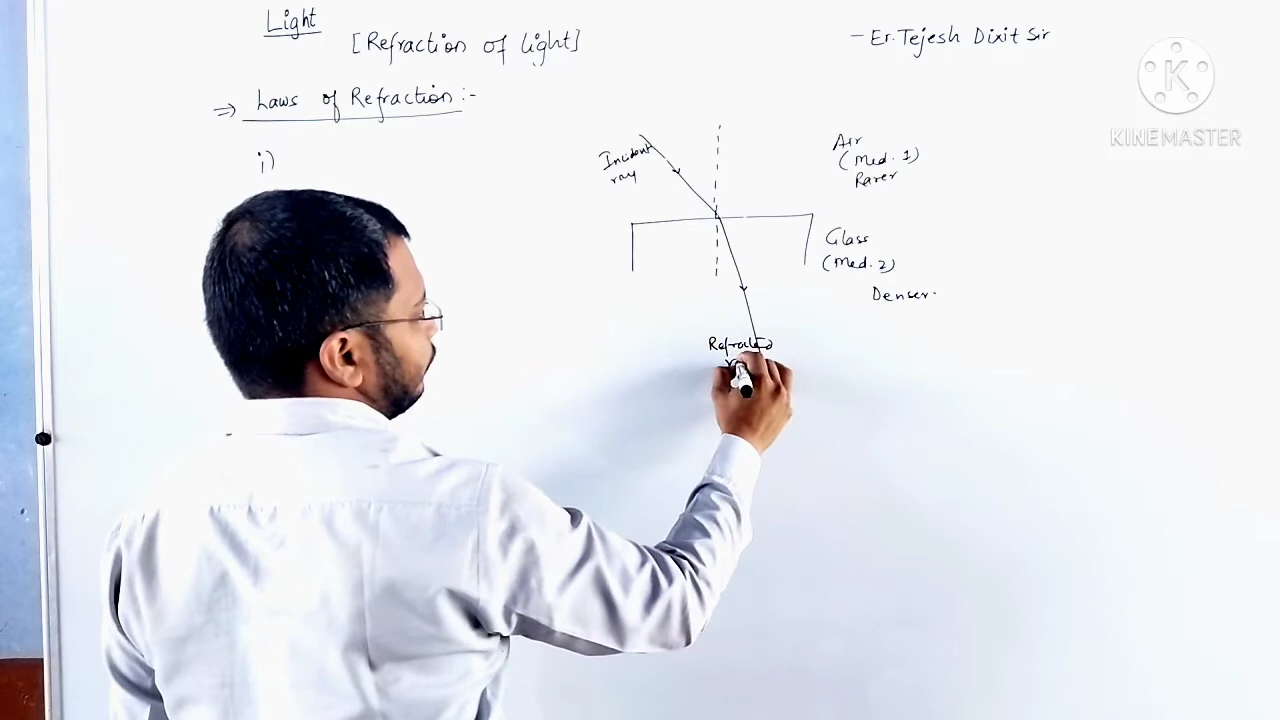 Light
[Refraction of light]
- Er. Tejesh Dixit Sir
K
KINEMASTER
⇒ Laws of Refraction :-
i)
Incident
ray
Air
(Med. 1)
Rarer
Glass
(Med. 2)
Denser.
Refracted